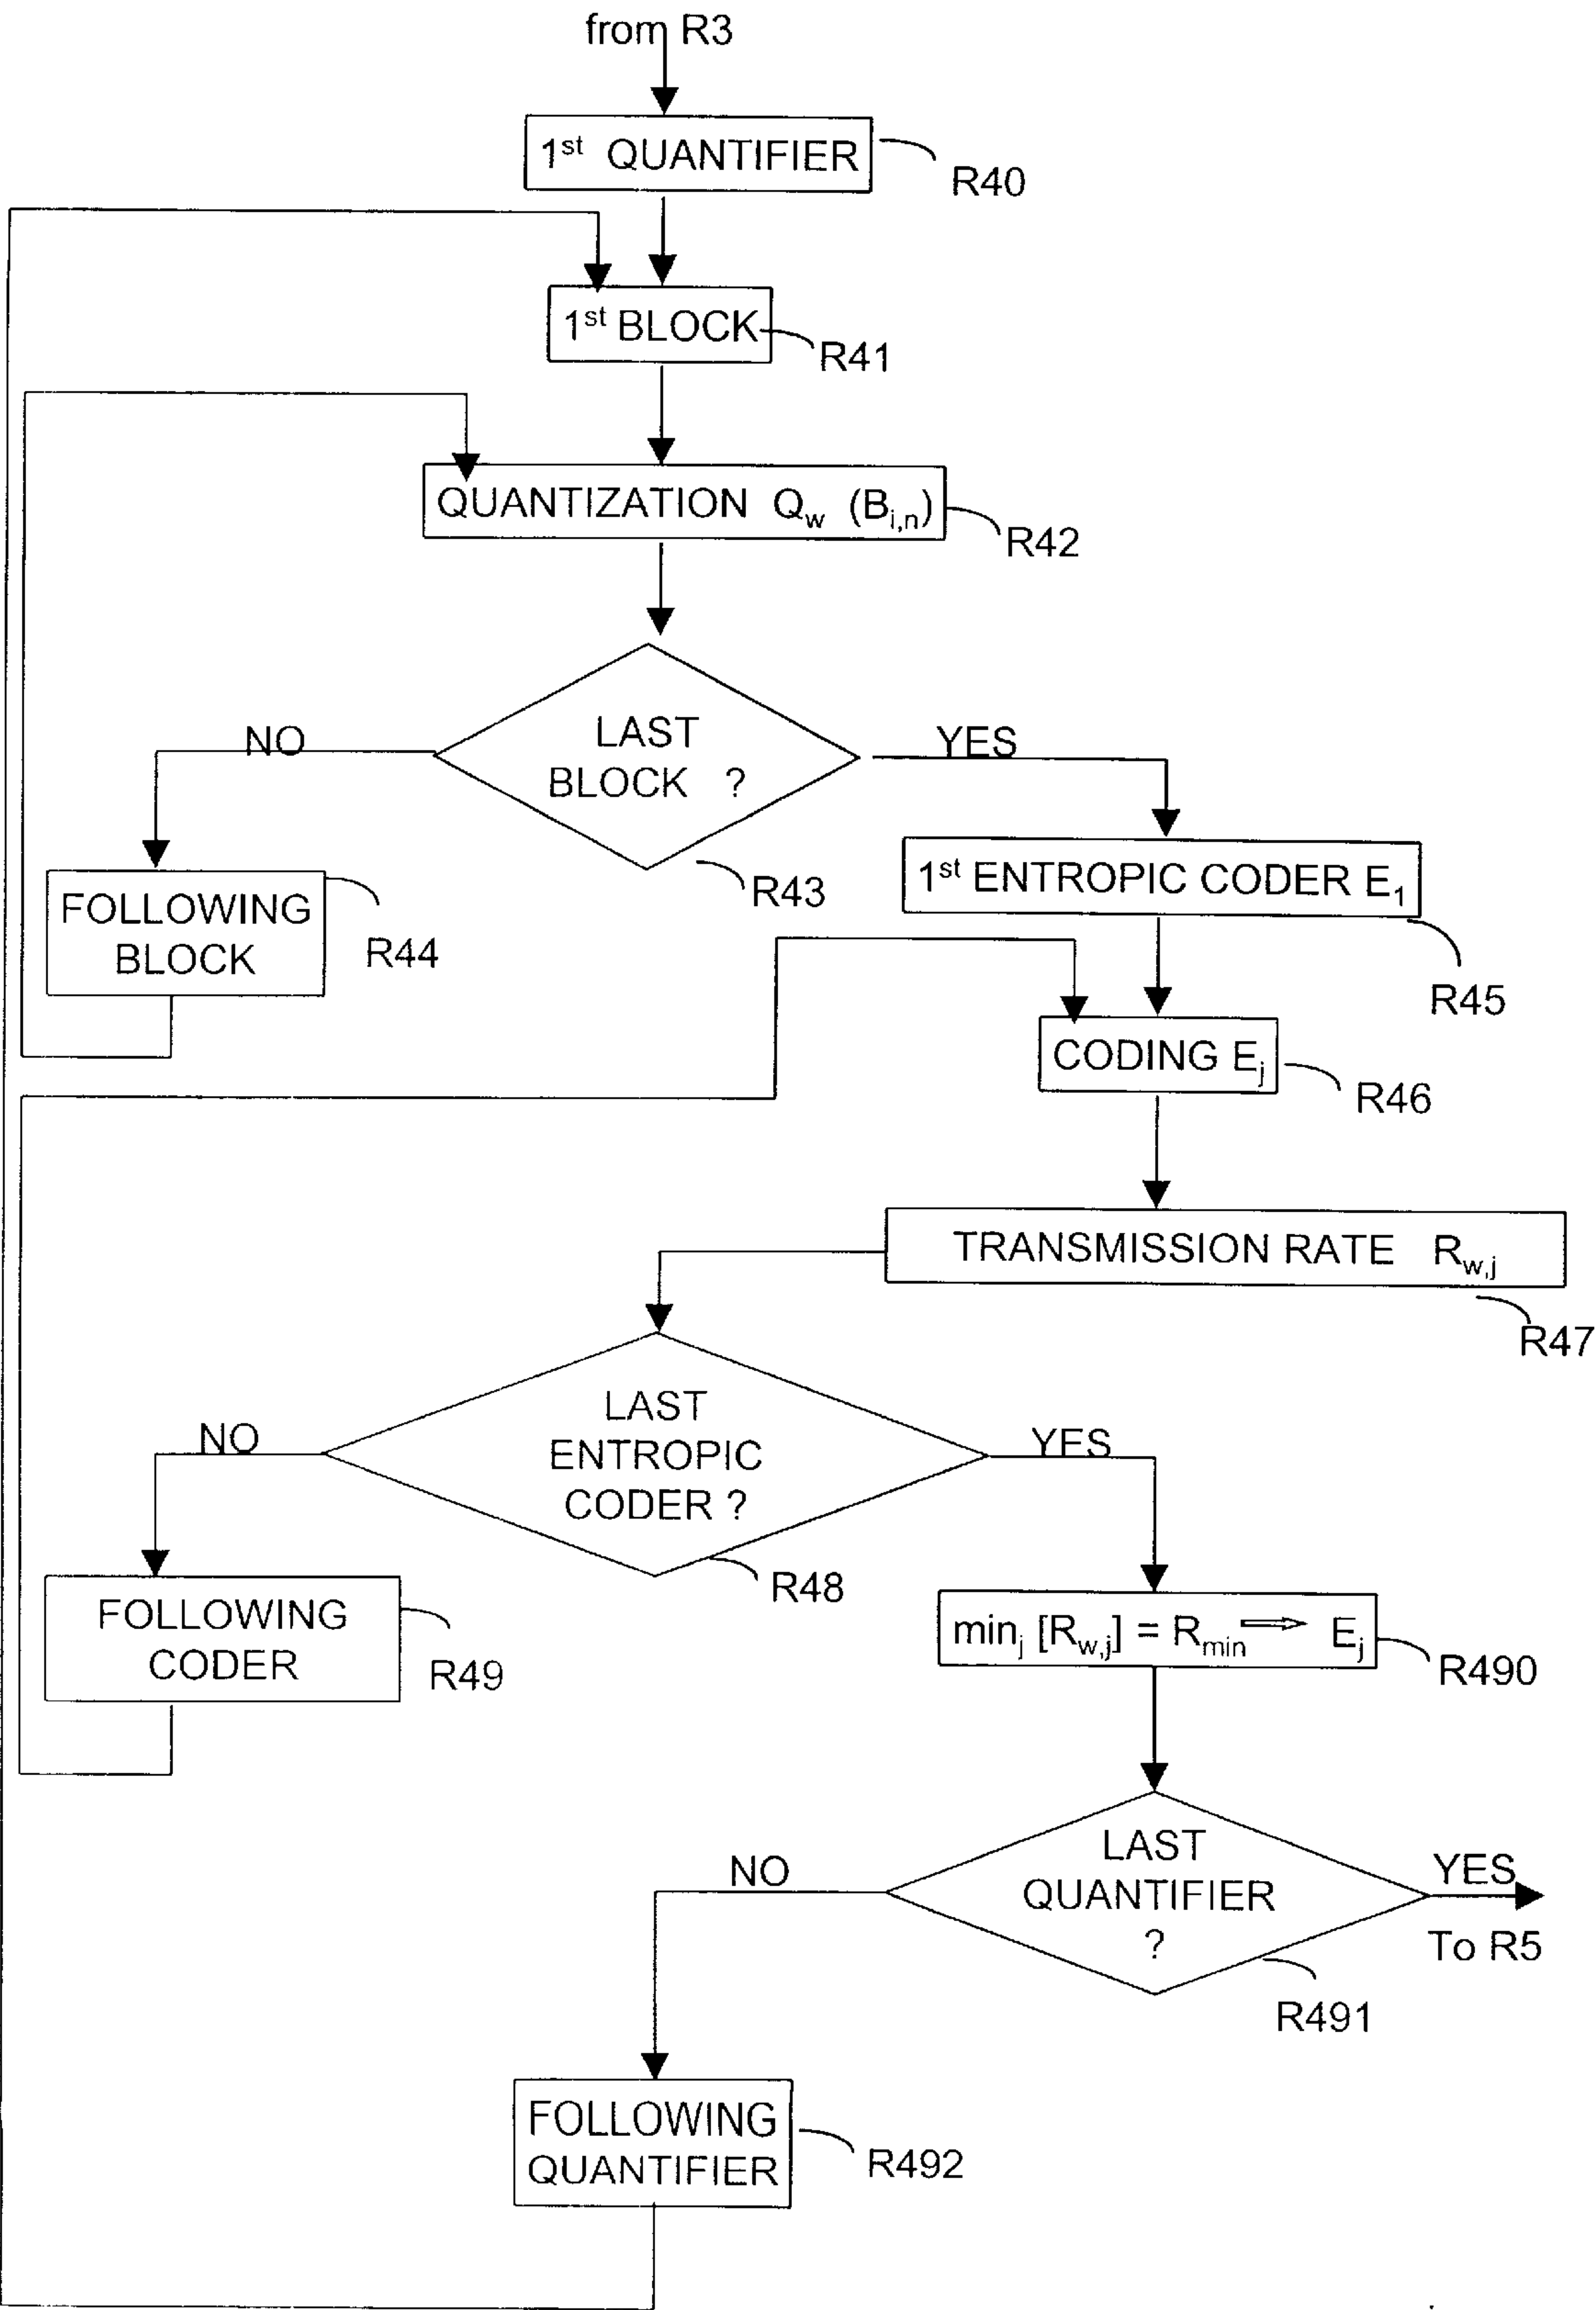 from R3
1st QUANTIFIER
R40
1st BLOCK
R41
QUANTIZATION Qw (Bi,n)
R42
LAST
BLOCK ?
NO
YES
R43
FOLLOWING
BLOCK
R44
1st ENTROPIC CODER E1
R45
CODING Ej
R46
TRANSMISSION RATE Rw,j
R47
LAST
ENTROPIC
CODER ?
NO
YES
R48
FOLLOWING
CODER
R49
minj [Rw,j] = Rmin ⟹ Ej
R490
LAST
QUANTIFIER
?
NO
YES
To R5
R491
FOLLOWING
QUANTIFIER
R492